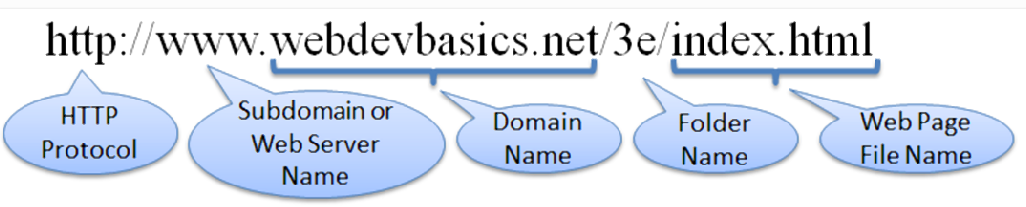 http://www.webdevbasics.net/3e/index.html
HTTP
Protocol
Subdomain or
Web Server
Name
Domain
Name
Folder
Name
Web Page
File Name